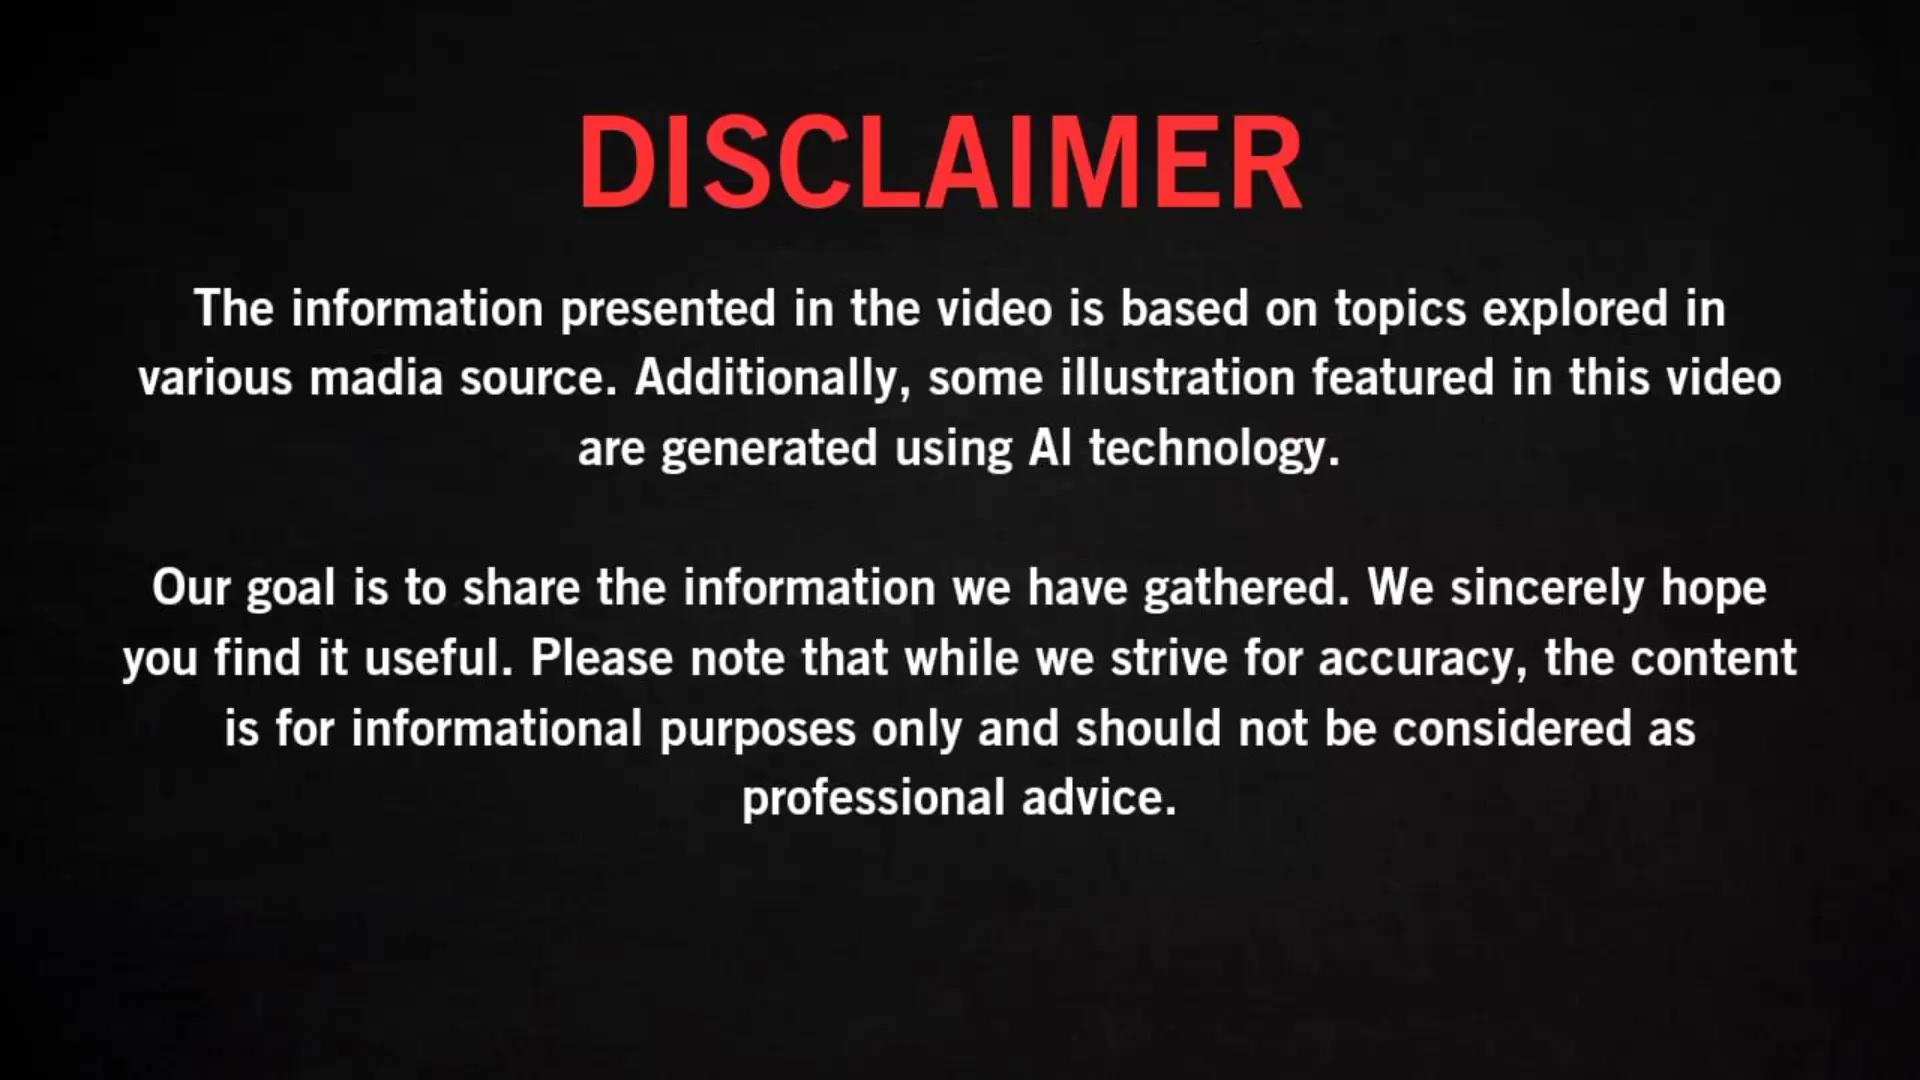 DISCLAIMER
The information presented in the video is based on topics explored in
various madia source. Additionally, some illustration featured in this video
are generated using AI technology.
Our goal is to share the information we have gathered. We sincerely hope
you find it useful. Please note that while we strive for accuracy, the content
is for informational purposes only and should not be considered as
professional advice.